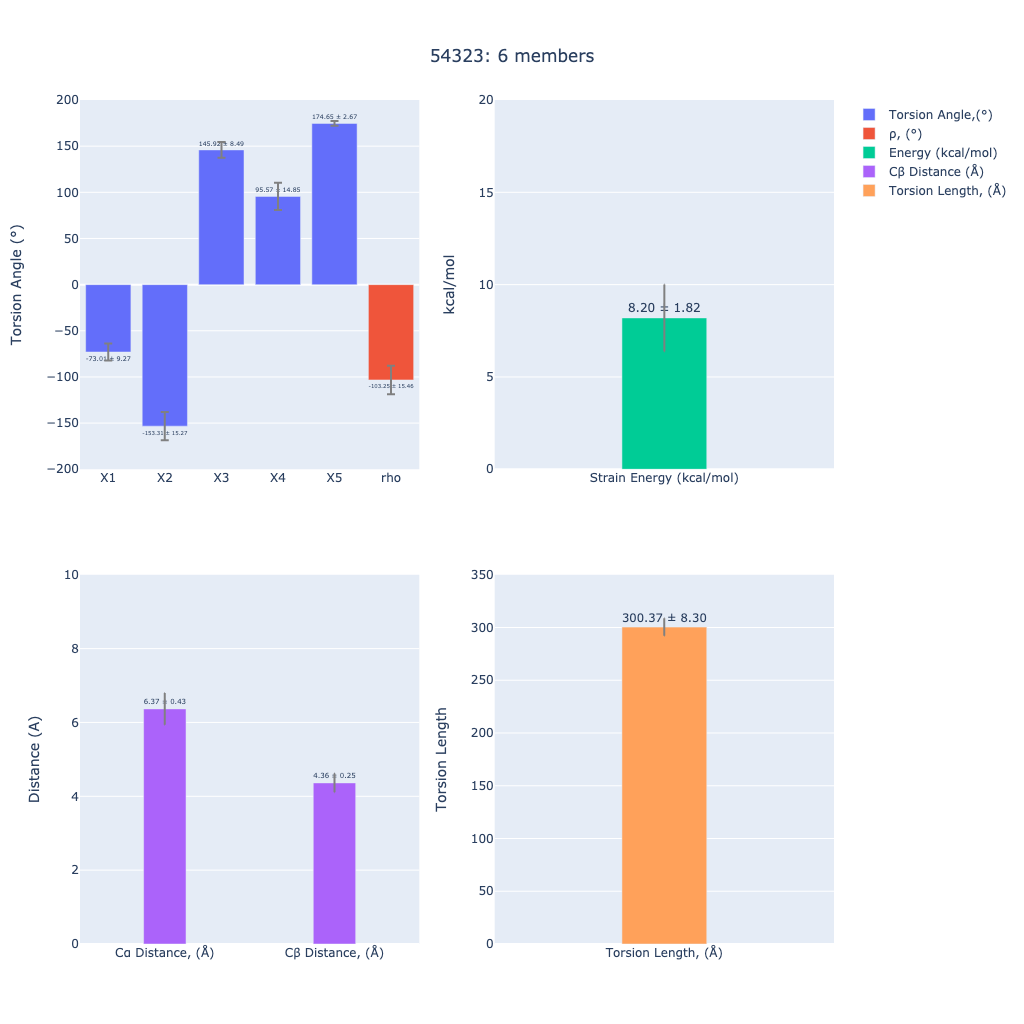 54323: 6 members
Torsion Angle (°)
200
150
100
50
0
−50
−100
−150
−200
-73.01 ± 9.27
-153.31 ± 15.27
145.92 ± 8.49
95.57 ± 14.85
174.65 ± 2.67
-103.25 ± 15.46
X1 X2 X3 X4 X5 rho
kcal/mol
20
15
10
5
0
8.20 ± 1.82
Strain Energy (kcal/mol)
Torsion Angle,(°)
ρ, (°)
Energy (kcal/mol)
Cβ Distance (Å)
Torsion Length, (Å)
Distance (A)
10
8
6
4
2
0
6.37 ± 0.43
4.36 ± 0.25
Cα Distance, (Å) Cβ Distance, (Å)
Torsion Length
350
300
250
200
150
100
50
0
300.37 ± 8.30
Torsion Length, (Å)